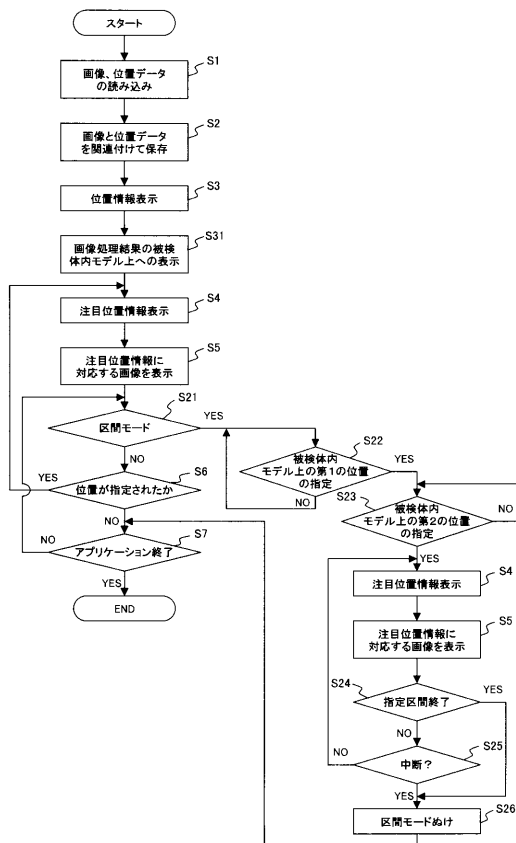 スタート
S1
画像、位置データ
の読み込み
S2
画像と位置データ
を関連付けて保存
S3
位置情報表示
S31
画像処理結果の被検
体内モデル上への表示
S4
注目位置情報表示
S5
注目位置情報に
対応する画像を表示
S21
区間モード
YES
NO
S6
位置が指定されたか
YES
NO
S7
アプリケーション終了
NO
YES
END
S22
被検体内
モデル上の第1の位置
の指定
YES
NO
S23
被検体内
モデル上の第2の位置
の指定
NO
YES
S4
注目位置情報表示
S5
注目位置情報に
対応する画像を表示
S24
指定区間終了
YES
NO
S25
中断？
NO
YES
S26
区間モードぬけ